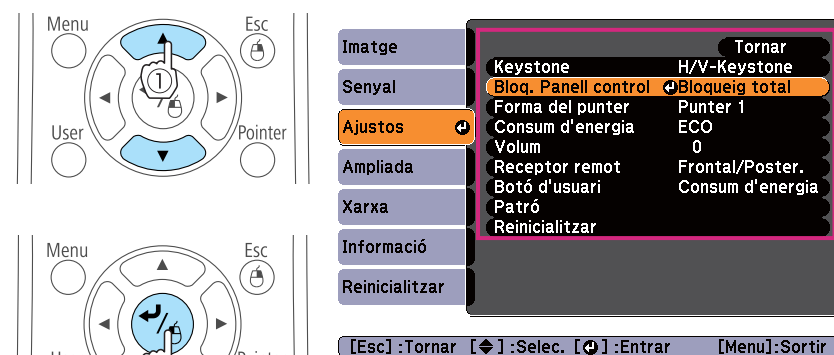 Menu
Esc
1
User
Pointer
Menu
Esc
Imatge
Senyal
Ajustos
Ampliada
Xarxa
Informació
Reinicialitzar
Tornar
Keystone H/V-Keystone
Bloq. Panell control Bloqueig total
Forma del punter Punter 1
Consum d'energia ECO
Volum 0
Receptor remot Frontal/Poster.
Botó d'usuari Consum d'energia
Patró
Reinicialitzar
[Esc] :Tornar [◆] :Selec. [↵] :Entrar [Menu]:Sortir